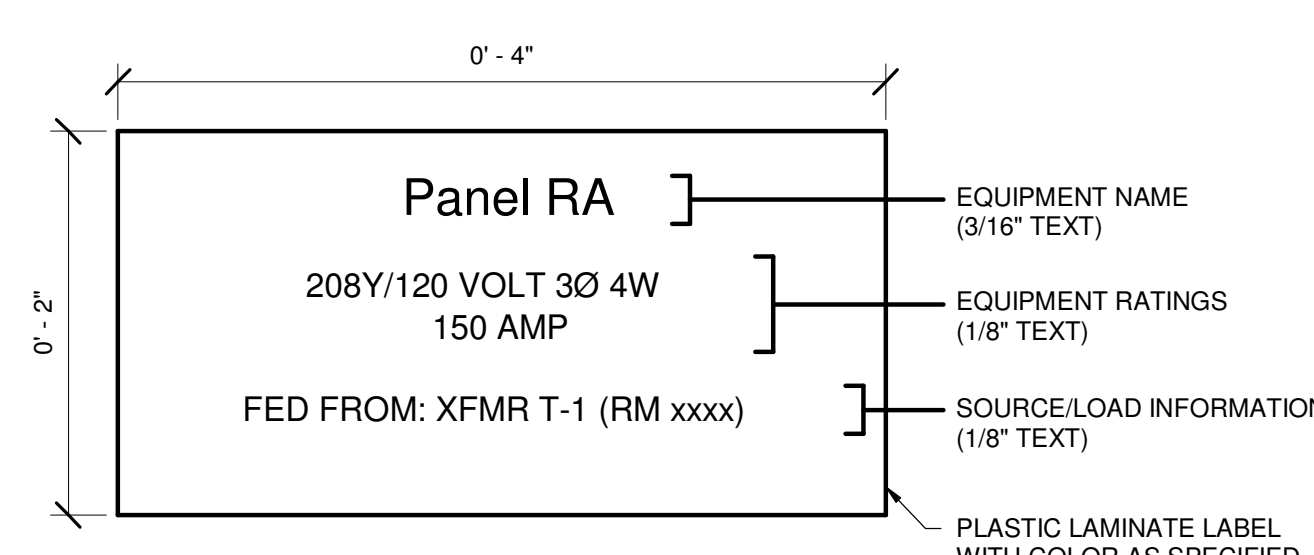 0' - 4"
0' - 2"
Panel RA
208Y/120 VOLT 3Ø 4W
150 AMP
FED FROM: XFMR T-1 (RM xxxx)
EQUIPMENT NAME
(3/16" TEXT)
EQUIPMENT RATINGS
(1/8" TEXT)
SOURCE/LOAD INFORMATION
(1/8" TEXT)
PLASTIC LAMINATE LABEL
WITH COLOR AS SPECIFIED